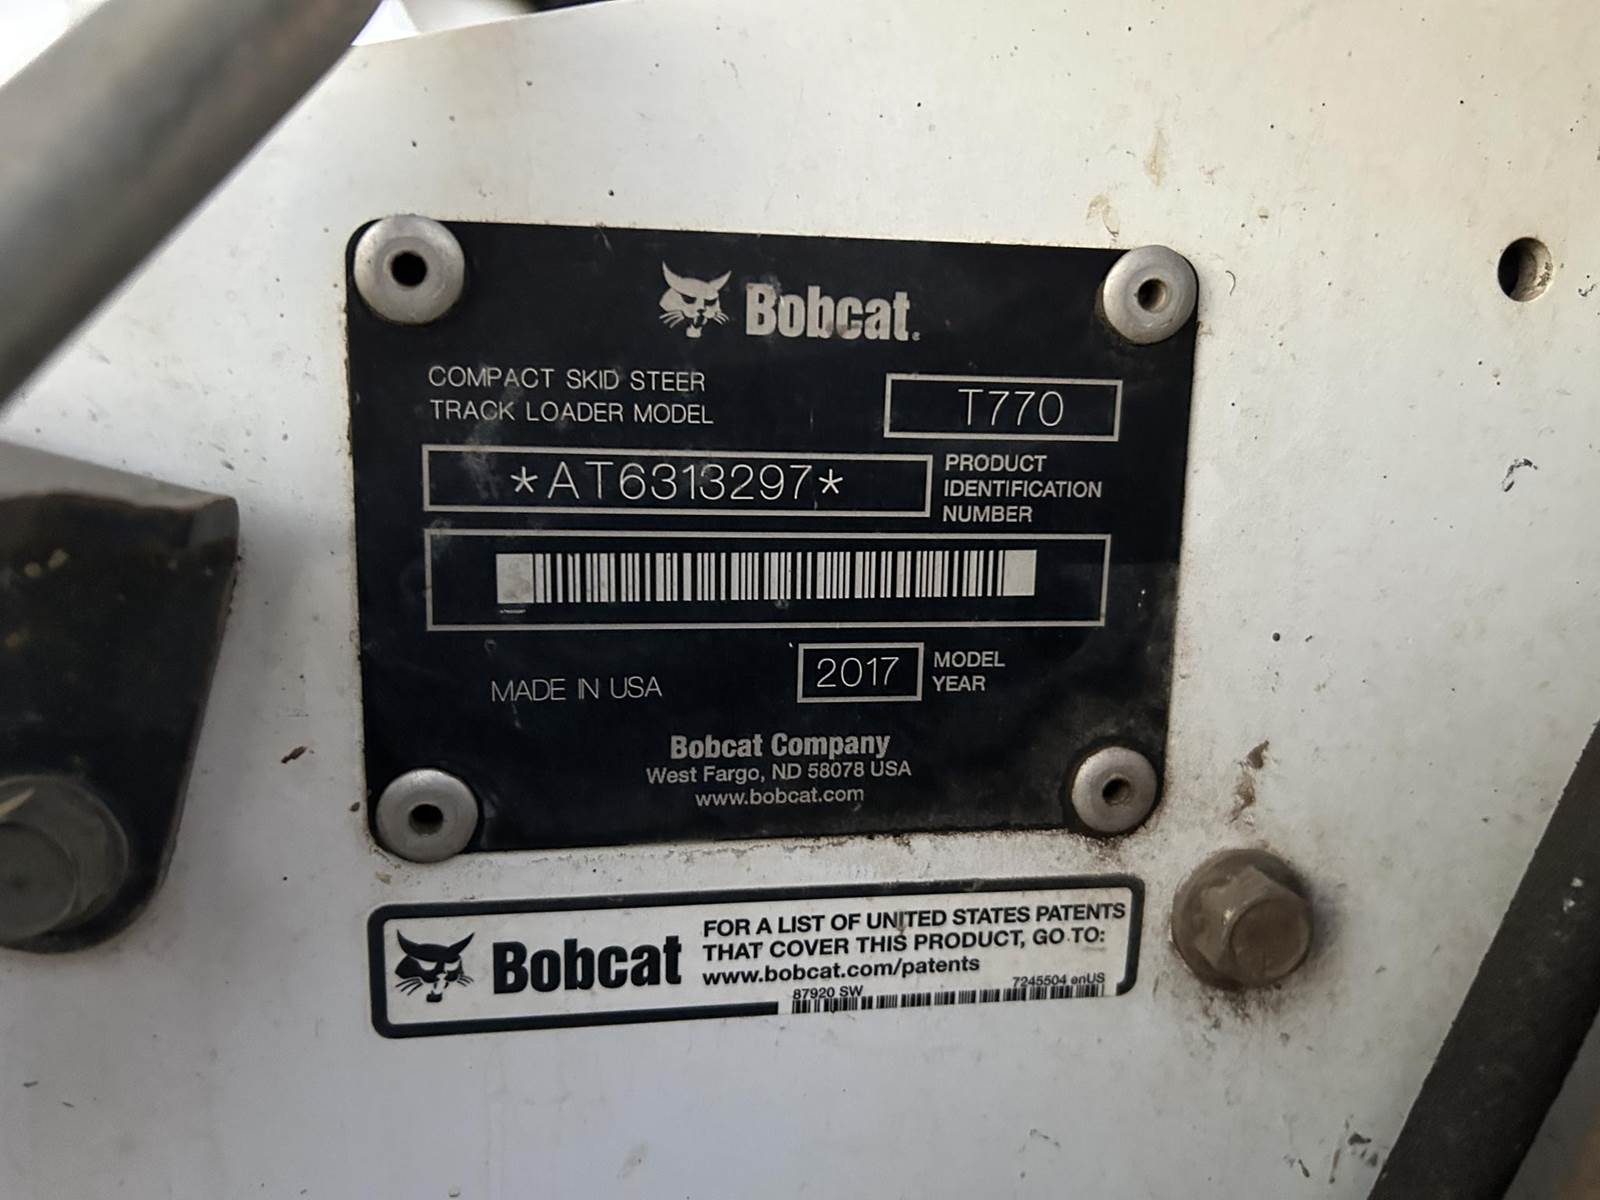 Bobcat.
COMPACT SKID STEER
TRACK LOADER MODEL
T770
*AT6313297*
PRODUCT
IDENTIFICATION
NUMBER
MADE IN USA
2017
MODEL
YEAR
Bobcat Company
West Fargo, ND 58078 USA
www.bobcat.com
Bobcat
FOR A LIST OF UNITED STATES PATENTS
THAT COVER THIS PRODUCT, GO TO:
www.bobcat.com/patents
87920 SW
7245504 enUS